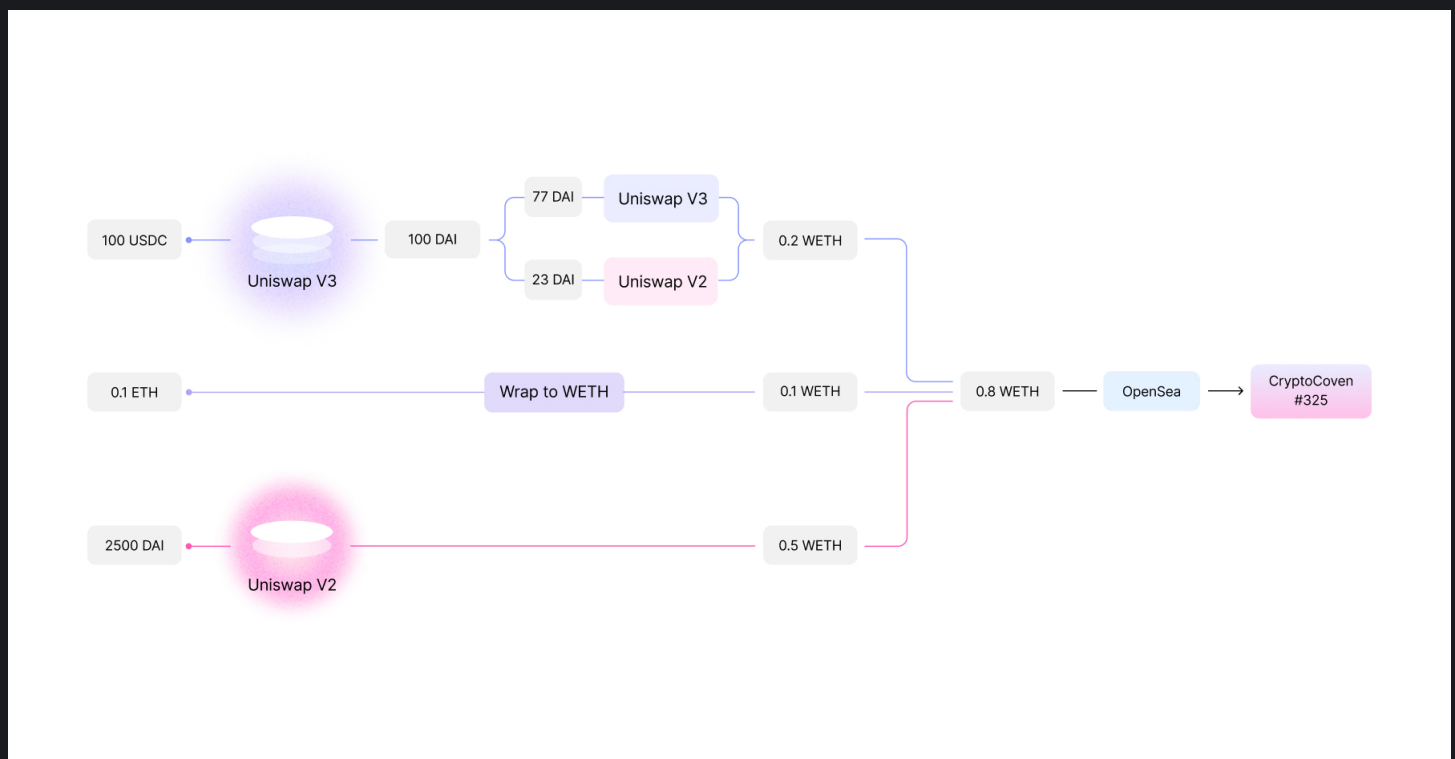 100 USDC
Uniswap V3
100 DAI
77 DAI
Uniswap V3
23 DAI
Uniswap V2
0.2 WETH
0.1 ETH
Wrap to WETH
0.1 WETH
0.8 WETH
OpenSea
CryptoCoven
#325
2500 DAI
Uniswap V2
0.5 WETH